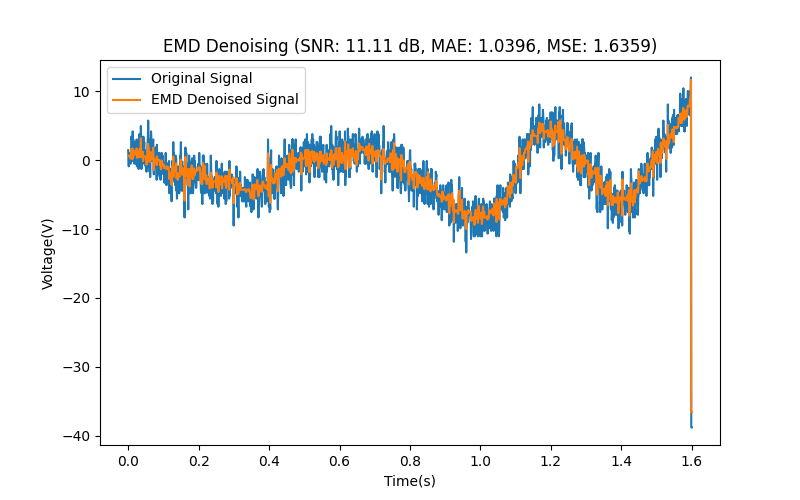 EMD Denoising (SNR: 11.11 dB, MAE: 1.0396, MSE: 1.6359)
Original Signal
EMD Denoised Signal
Voltage(V)
10
0
−10
−20
−30
−40
0.0 0.2 0.4 0.6 0.8 1.0 1.2 1.4 1.6
Time(s)